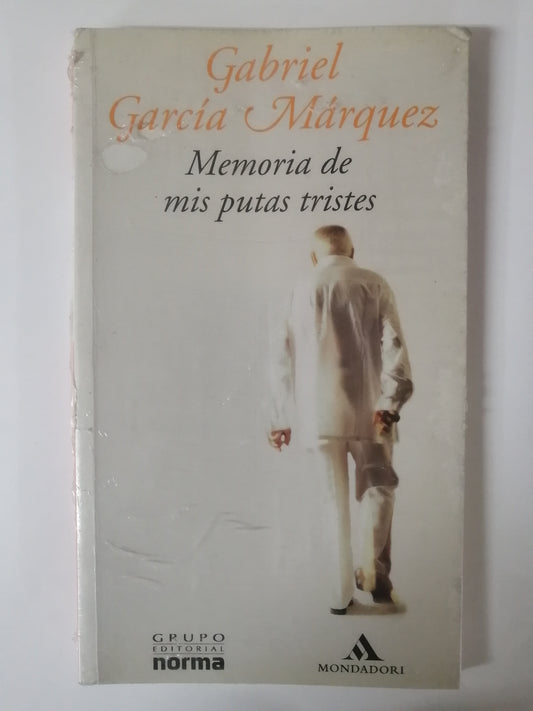 Gabriel
García Márquez
Memoria de
mis putas tristes
GRUPO
EDITORIAL
norma
MONDADORI